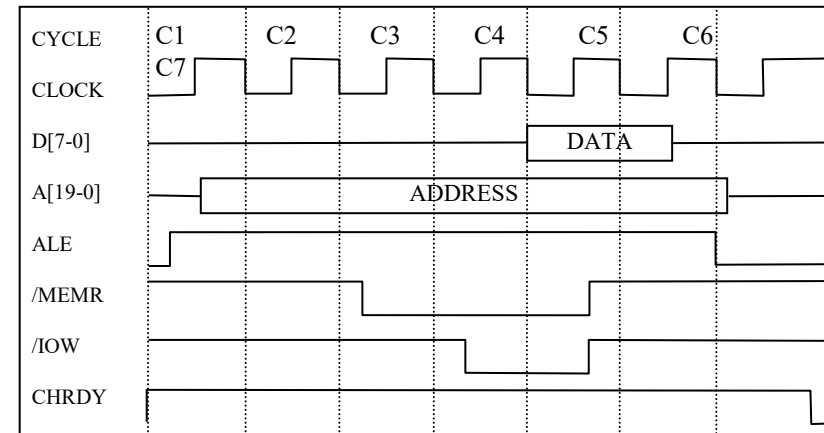 CYCLE C1 C2 C3 C4 C5 C6
C7
CLOCK
D[7-0] DATA
A[19-0] ADDRESS
ALE
/MEMR
/IOW
CHRDY